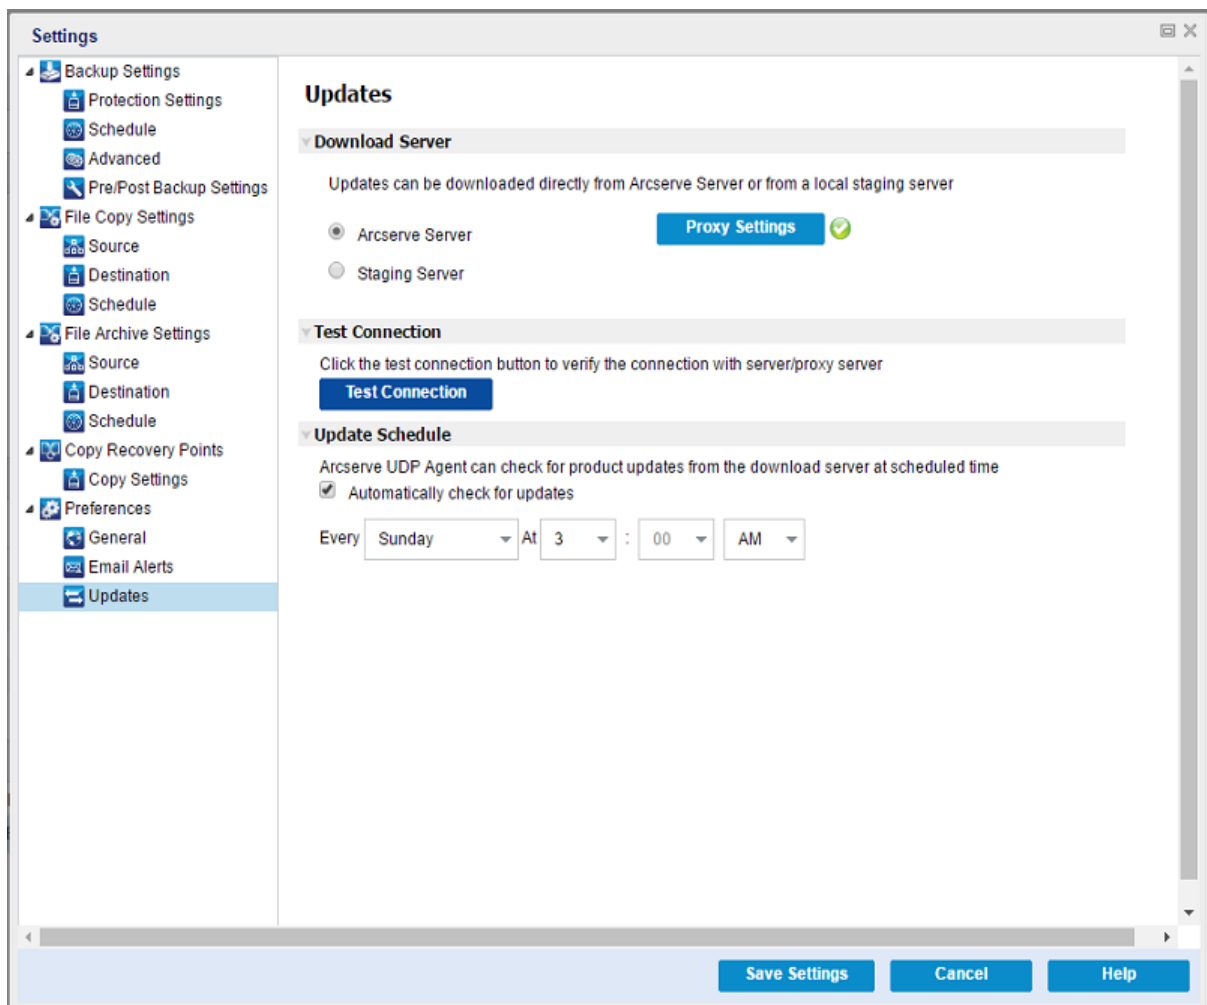 Settings
Backup Settings
Protection Settings
Schedule
Advanced
Pre/Post Backup Settings
File Copy Settings
Source
Destination
Schedule
File Archive Settings
Source
Destination
Schedule
Copy Recovery Points
Copy Settings
Preferences
General
Email Alerts
Updates
Updates
Download Server
Updates can be downloaded directly from Arcserve Server or from a local staging server
Arcserve Server
Proxy Settings
Staging Server
Test Connection
Click the test connection button to verify the connection with server/proxy server
Test Connection
Update Schedule
Arcserve UDP Agent can check for product updates from the download server at scheduled time
Automatically check for updates
Every Sunday At 3 : 00 AM
Save Settings Cancel Help